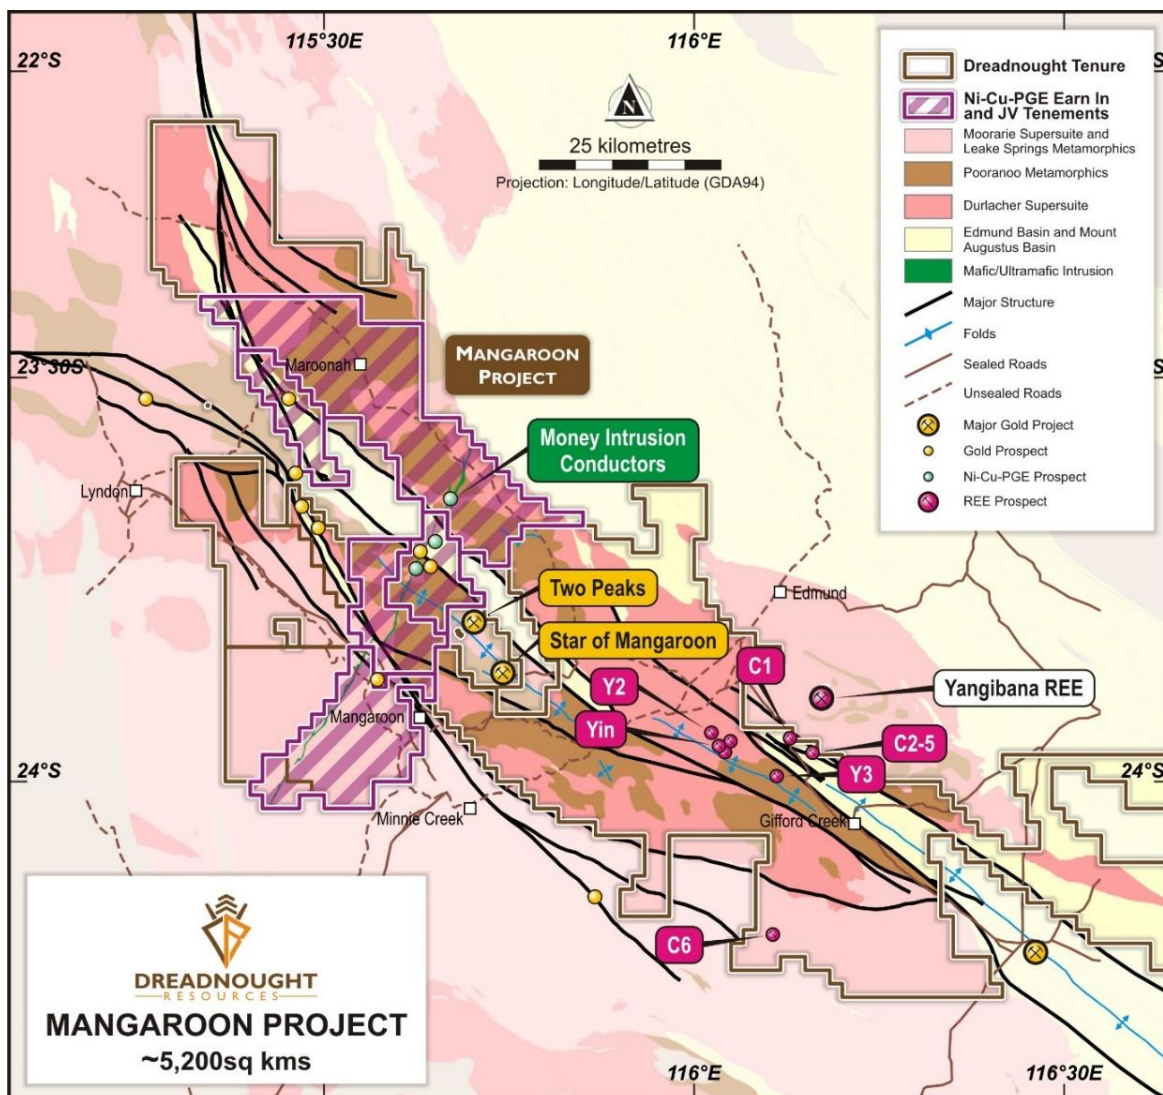 115°30'E
116°E
22°S
S
N
25 kilometres
Projection: Longitude/Latitude (GDA94)
Dreadnought Tenure
Ni-Cu-PGE Earn In
and JV Tenements
Moorarie Supersuite and
Leake Springs Metamorphics
Pooranoo Metamorphics
Durlacher Supersuite
Edmund Basin and Mount
Augustus Basin
Mafic/Ultramafic Intrusion
Major Structure
Folds
Sealed Roads
Unsealed Roads
Major Gold Project
Gold Prospect
Ni-Cu-PGE Prospect
REE Prospect
23°30'S
S
Maroonah
MANGAROON
PROJECT
Money Intrusion
Conductors
Lyndon
Two Peaks
Edmund
Star of Mangaroon
C1
Y2
Yangibana REE
Mangaroon
Yin
C2-5
Y3
24°S
24°S
Minnie Creek
Gifford Creek
C6
DREADNOUGHT
RESOURCES
MANGAROON PROJECT
~5,200sq kms
115°30'E
116°E
116°30'E